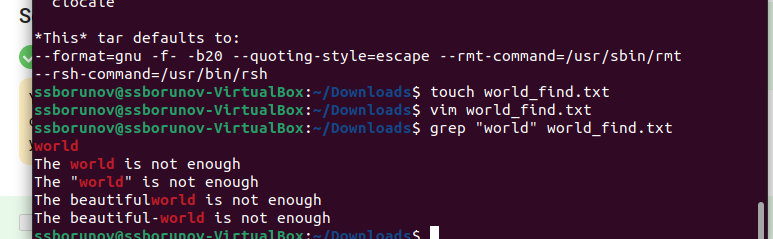 S
clocale
*This* tar defaults to:
--format=gnu -f- -b20 --quoting-style=escape --rmt-command=/usr/sbin/rmt
--rsh-command=/usr/bin/rsh
ssborunov@ssborunov-VirtualBox:~/Downloads$ touch world_find.txt
ssborunov@ssborunov-VirtualBox:~/Downloads$ vim world_find.txt
ssborunov@ssborunov-VirtualBox:~/Downloads$ grep "world" world_find.txt
world
The world is not enough
The "world" is not enough
The beautifulworld is not enough
The beautiful-world is not enough
ssborunov@ssborunov-VirtualBox:~/Downloads$